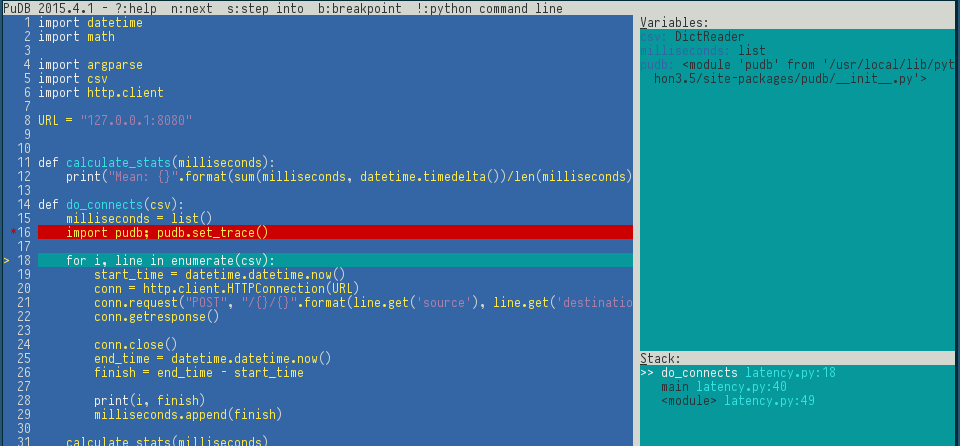 PuDB 2015.4.1 - ?:help  n:next  s:step into  b:breakpoint  !:python command line
1 import datetime
2 import math
3
4 import argparse
5 import csv
6 import http.client
7
8 URL = "127.0.0.1:8080"
9
10
11 def calculate_stats(milliseconds):
12     print("Mean: {}".format(sum(milliseconds, datetime.timedelta())/len(milliseconds)
13
14 def do_connects(csv):
15     milliseconds = list()
*16     import pudb; pudb.set_trace()
17
> 18     for i, line in enumerate(csv):
19         start_time = datetime.datetime.now()
20         conn = http.client.HTTPConnection(URL)
21         conn.request("POST", "/{}/{}".format(line.get('source'), line.get('destinatio
22         conn.getresponse()
23
24         conn.close()
25         end_time = datetime.datetime.now()
26         finish = end_time - start_time
27
28         print(i, finish)
29         milliseconds.append(finish)
30
31     calculate_stats(milliseconds)
Variables:
csv: DictReader
milliseconds: list
pudb: <module 'pudb' from '/usr/local/lib/pyt
hon3.5/site-packages/pudb/__init__.py'>
Stack:
>> do_connects latency.py:18
main latency.py:40
<module> latency.py:49